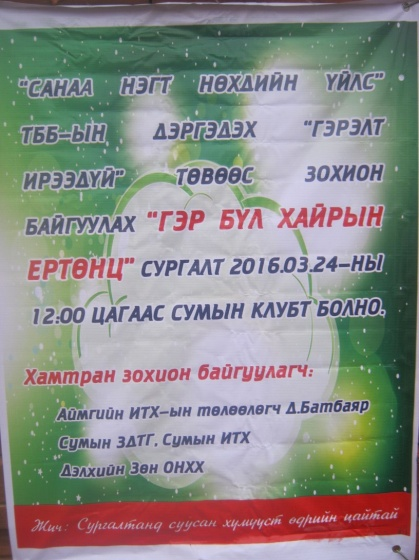 "САНАА НЭГТ НӨХДИЙН ҮЙЛС"
ТББ-ЫН ДЭРГЭДЭХ "ГЭРЭЛТ
ИРЭЭДҮЙ" ТӨВӨӨС ЗОХИОН
БАЙГУУЛАХ "ГЭР БҮЛ ХАЙРЫН
ЕРТӨНЦ" СУРГАЛТ 2016.03.24-НЫ
12.00 ЦАГААС СУМЫН КЛУБТ БОЛНО.
Хамтран зохион байгуулагч:
Аймгийн ИТХ-ын төлөөлөгч Д.Батбаяр
Сумын ЗДТГ, Сумын ИТХ
Дэлхийн Зөн ОНХХ
Жич: Сургалтанд суусан хүмүүст өдрийн цайтай